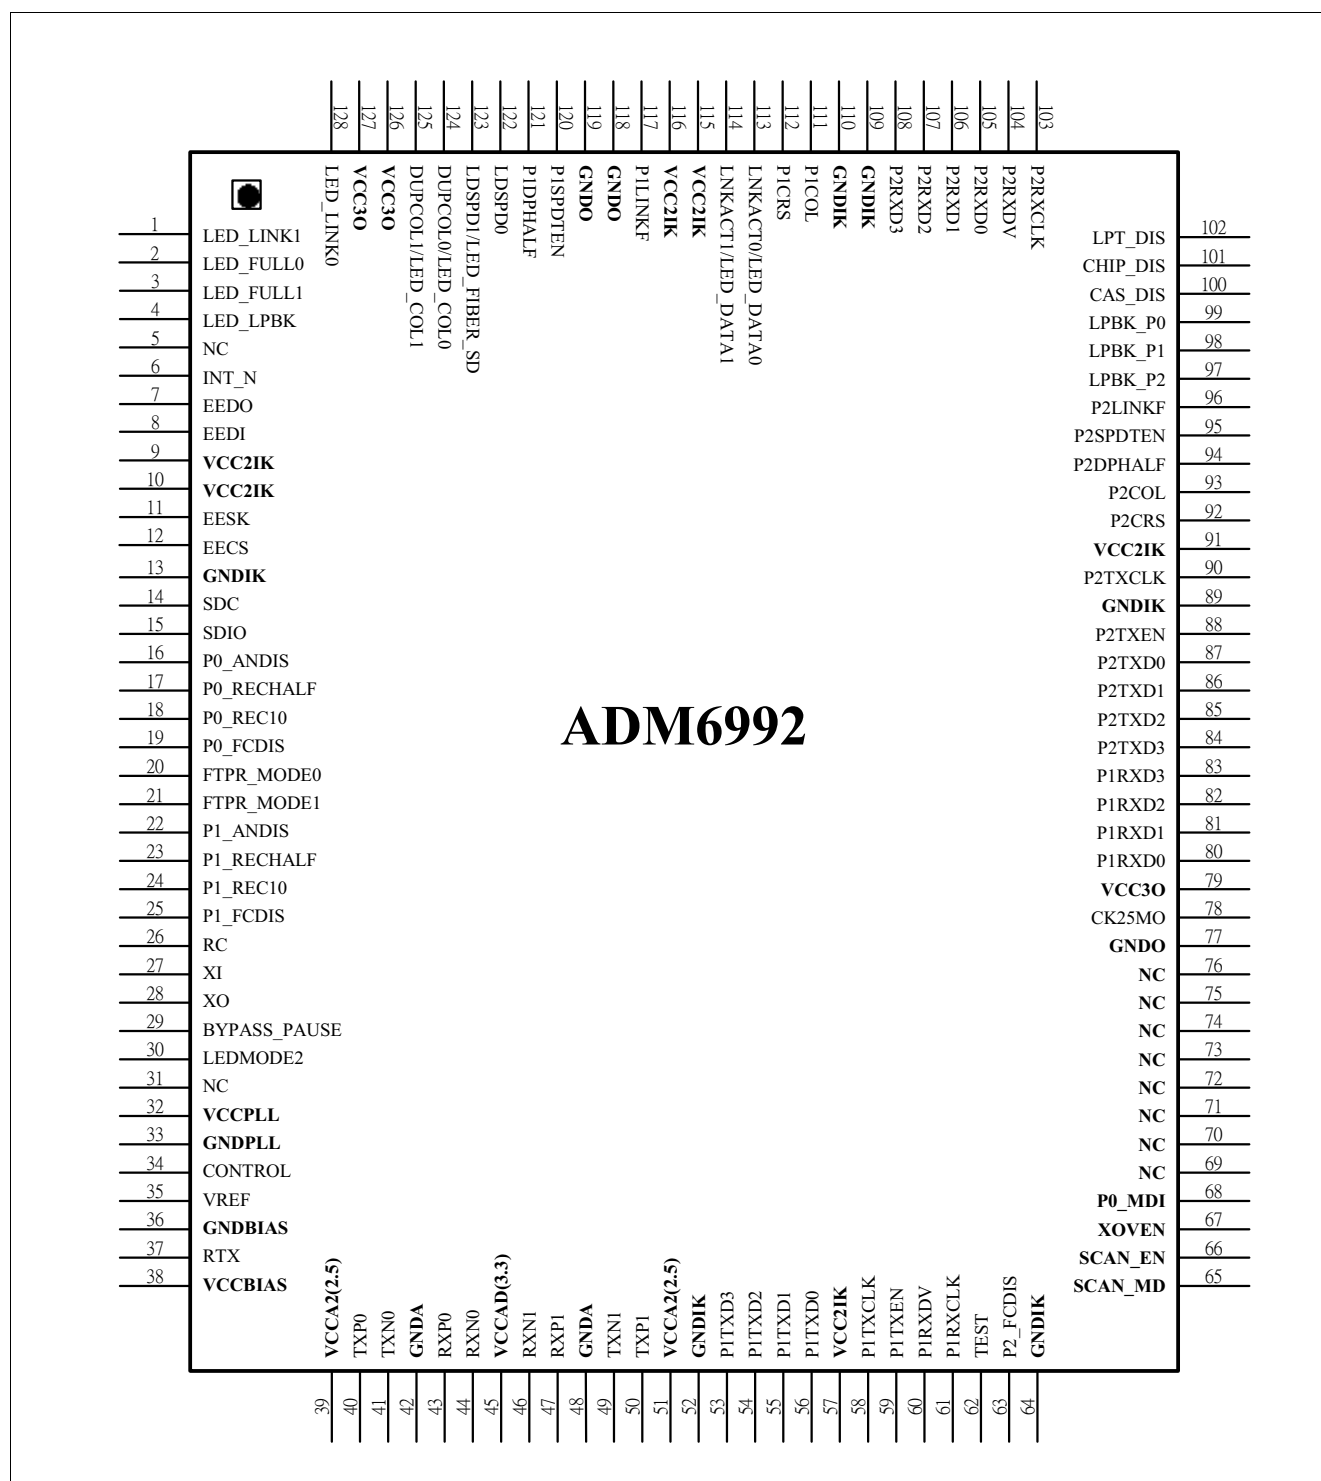 128 LED_LINK0
127 VCC3O
126 VCC3O
125 DUPCOL1/LED_COL1
124 DUPCOL0/LED_COL0
123 LDSPD1/LED_FIBER_SD
122 LDSPD0
121 P1DPHALF
120 P1SPDTEN
119 GNDO
118 GNDO
117 P1LINKF
116 VCC2IK
115 VCC2IK
114 LNKACT1/LED_DATA1
113 LNKACT0/LED_DATA0
112 P1CRS
111 P1COL
110 GNDIK
109 GNDIK
108 P2RXD3
107 P2RXD2
106 P2RXD1
105 P2RXD0
104 P2RXDV
103 P2RXCLK
1 LED_LINK1
2 LED_FULL0
3 LED_FULL1
4 LED_LPBK
5 NC
6 INT_N
7 EEDO
8 EEDI
9 VCC2IK
10 VCC2IK
11 EESK
12 EECS
13 GNDIK
14 SDC
15 SDIO
16 P0_ANDIS
17 P0_RECHALF
18 P0_REC10
19 P0_FCDIS
20 FTPR_MODE0
21 FTPR_MODE1
22 P1_ANDIS
23 P1_RECHALF
24 P1_REC10
25 P1_FCDIS
26 RC
27 XI
28 XO
29 BYPASS_PAUSE
30 LEDMODE2
31 NC
32 VCCPLL
33 GNDPLL
34 CONTROL
35 VREF
36 GNDBIAS
37 RTX
38 VCCBIAS
ADM6992
LPT_DIS 102
CHIP_DIS 101
CAS_DIS 100
LPBK_P0 99
LPBK_P1 98
LPBK_P2 97
P2LINKF 96
P2SPDTEN 95
P2DPHALF 94
P2COL 93
P2CRS 92
VCC2IK 91
P2TXCLK 90
GNDIK 89
P2TXEN 88
P2TXD0 87
P2TXD1 86
P2TXD2 85
P2TXD3 84
P1RXD3 83
P1RXD2 82
P1RXD1 81
P1RXD0 80
VCC3O 79
CK25MO 78
GNDO 77
NC 76
NC 75
NC 74
NC 73
NC 72
NC 71
NC 70
NC 69
P0_MDI 68
XOVEN 67
SCAN_EN 66
SCAN_MD 65
39 VCCA2(2.5)
40 TXP0
41 TXN0
42 GNDA
43 RXP0
44 RXN0
45 VCCAD(3.3)
46 RXN1
47 RXP1
48 GNDA
49 TXN1
50 TXP1
51 VCCA2(2.5)
52 GNDIK
53 P1TXD3
54 P1TXD2
55 P1TXD1
56 P1TXD0
57 VCC2IK
58 P1TXCLK
59 P1TXEN
60 P1RXDV
61 P1RXCLK
62 TEST
63 P2_FCDIS
64 GNDIK